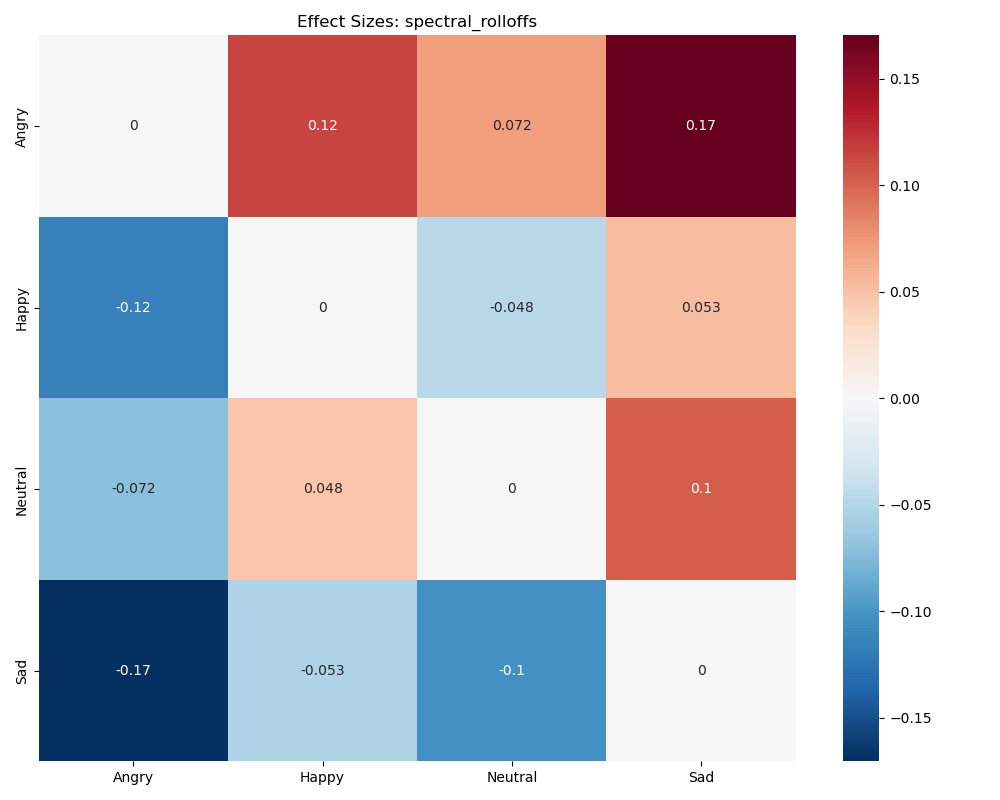 Effect Sizes: spectral_rolloffs
Angry 0 0.12 0.072 0.17
Happy -0.12 0 -0.048 0.053
Neutral -0.072 0.048 0 0.1
Sad -0.17 -0.053 -0.1 0
Angry Happy Neutral Sad
0.15
0.10
0.05
0.00
−0.05
−0.10
−0.15